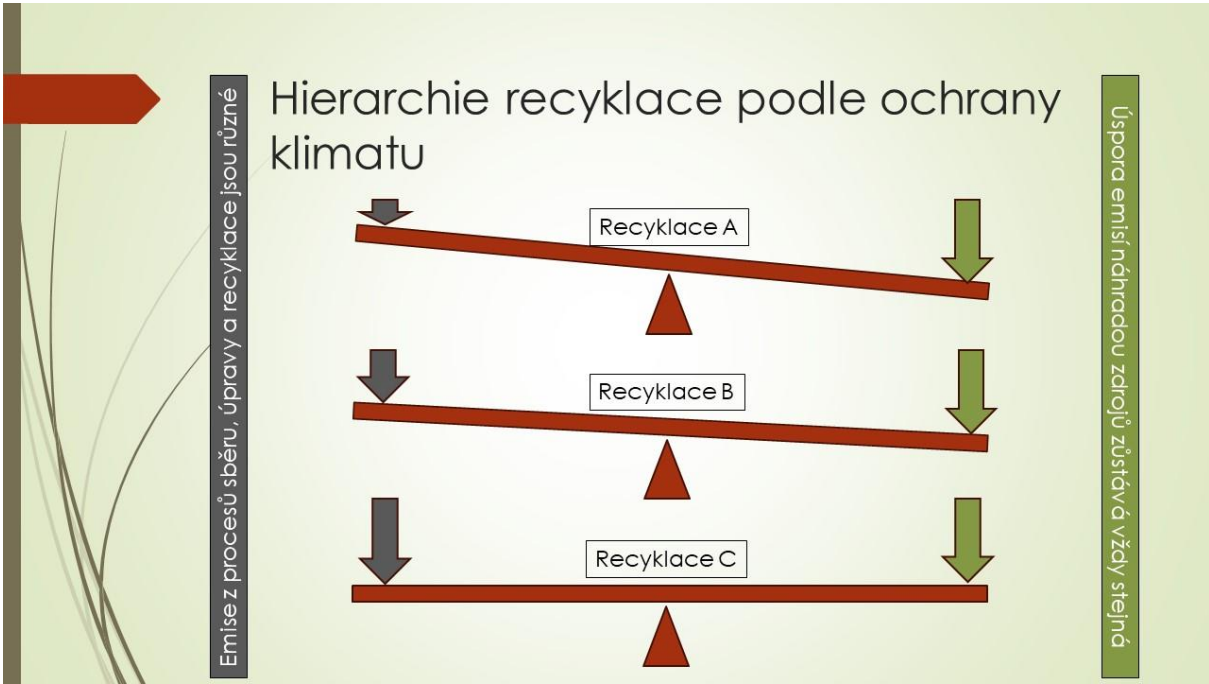 Hierarchie recyklace podle ochrany
klimatu
Emise z procesů sběru, úpravy a recyklace jsou různé
Recyklace A
Recyklace B
Recyklace C
Úspora emisí náhradou zdrojů zůstává vždy stejná